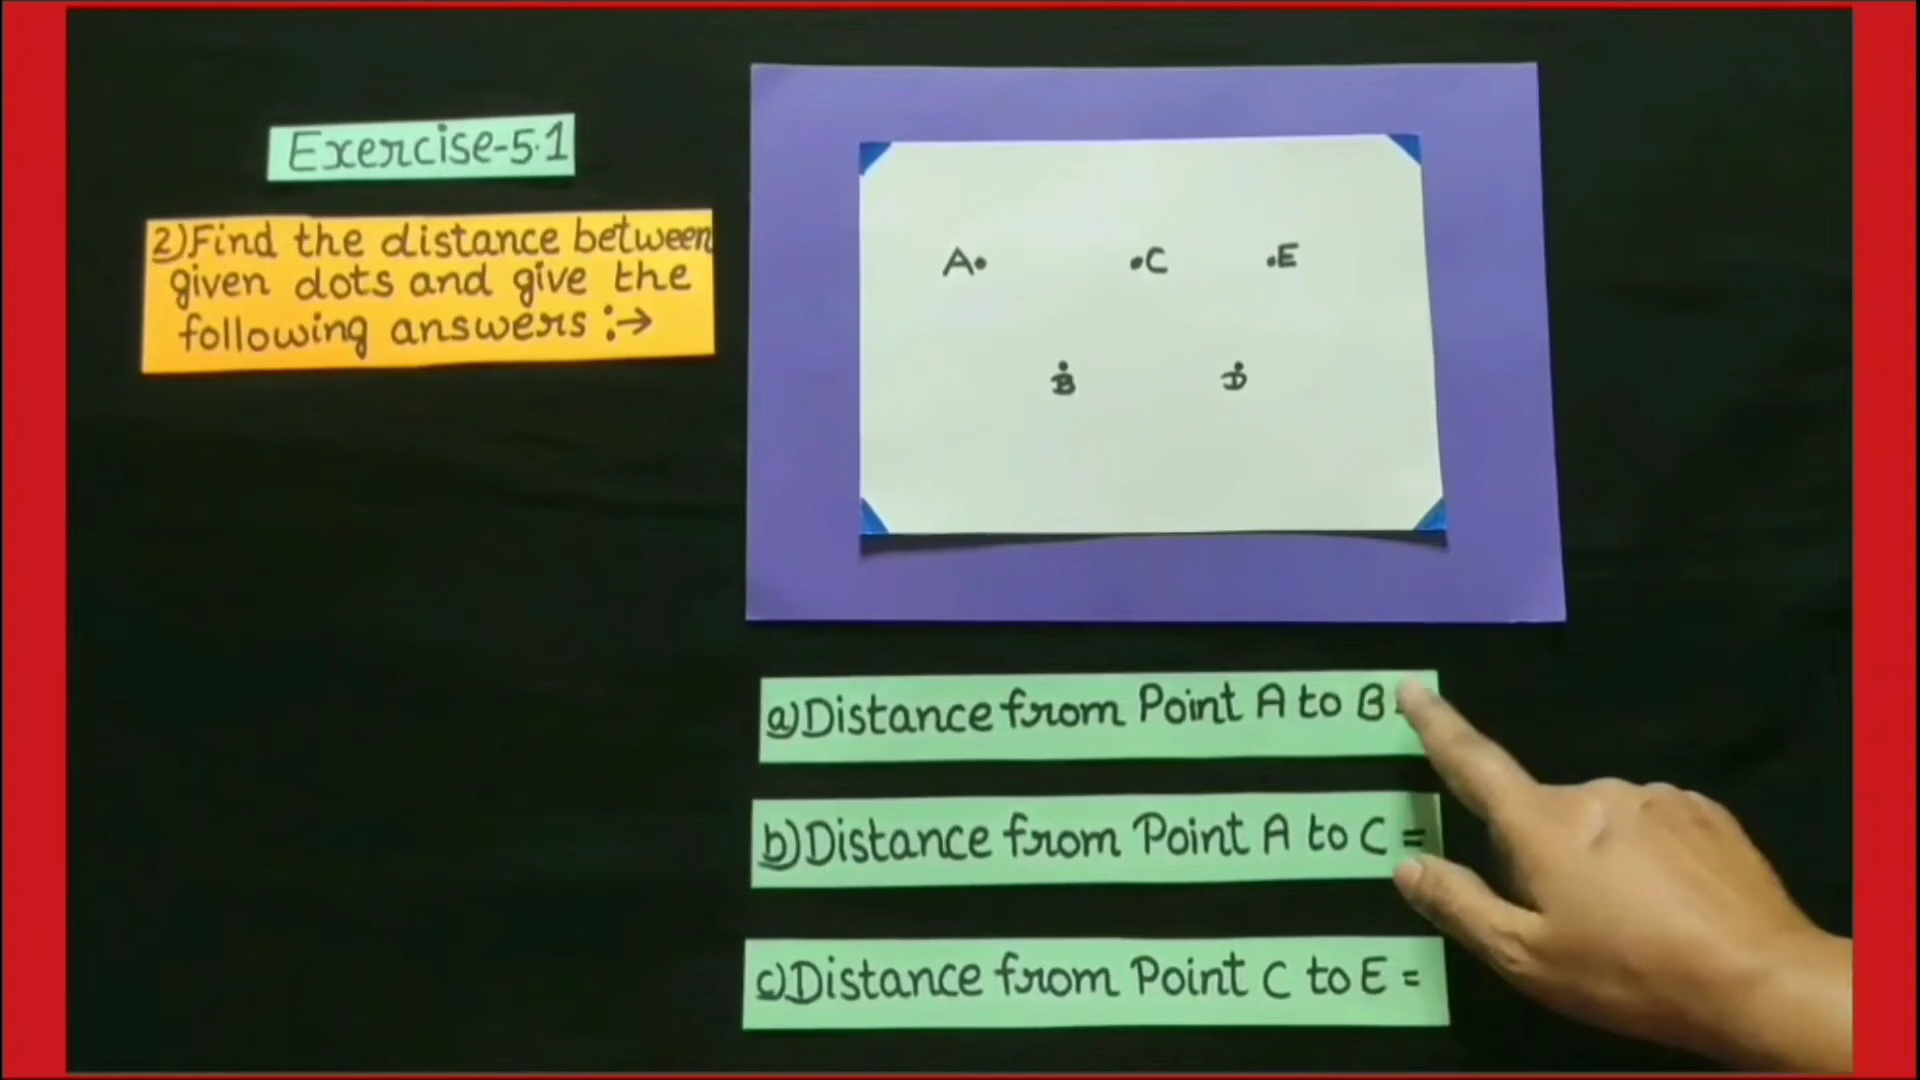 Exercise-5.1
2)Find the distance between
given dots and give the
following answers :→
A• •C •E
B D
a)Distance from Point A to B
b)Distance from Point A to C =
c)Distance from Point C to E =